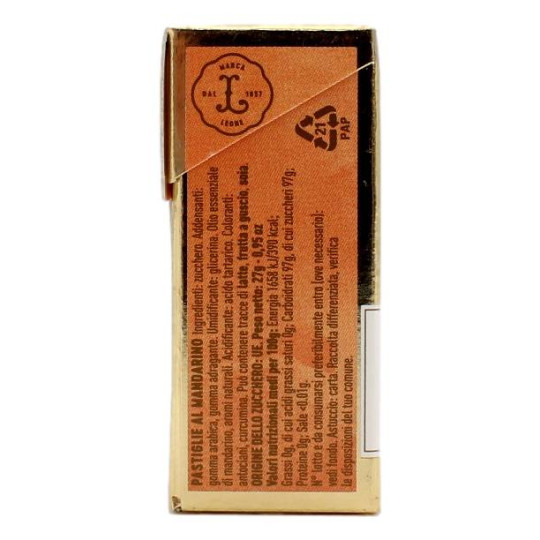 MARCA
DAL 1857
LEONE
21
PAP
PASTIGLIE AL MANDARINO Ingredienti: zucchero. Addensanti:
gomma arabica, gomma adragante. Umidificante: glicerina. Olio essenziale
di mandarino, aromi naturali. Acidificante: acido tartarico. Coloranti:
antociani, curcumina. Può contenere tracce di latte, frutta a guscio, soia.
ORIGINE DELLO ZUCCHERO: UE. Peso netto: 27g - 0,95 oz
Valori nutrizionali medi per 100g: Energia 1658 kJ/390 kcal;
Grassi 0g, di cui acidi grassi saturi 0g; Carboidrati 97g, di cui zuccheri 97g;
Proteine 0g; Sale <0,01g.
N° lotto e da consumarsi preferibilmente entro (ove necessario):
vedi fondo. Astuccio: carta. Raccolta differenziata, verifica
le disposizioni del tuo comune.